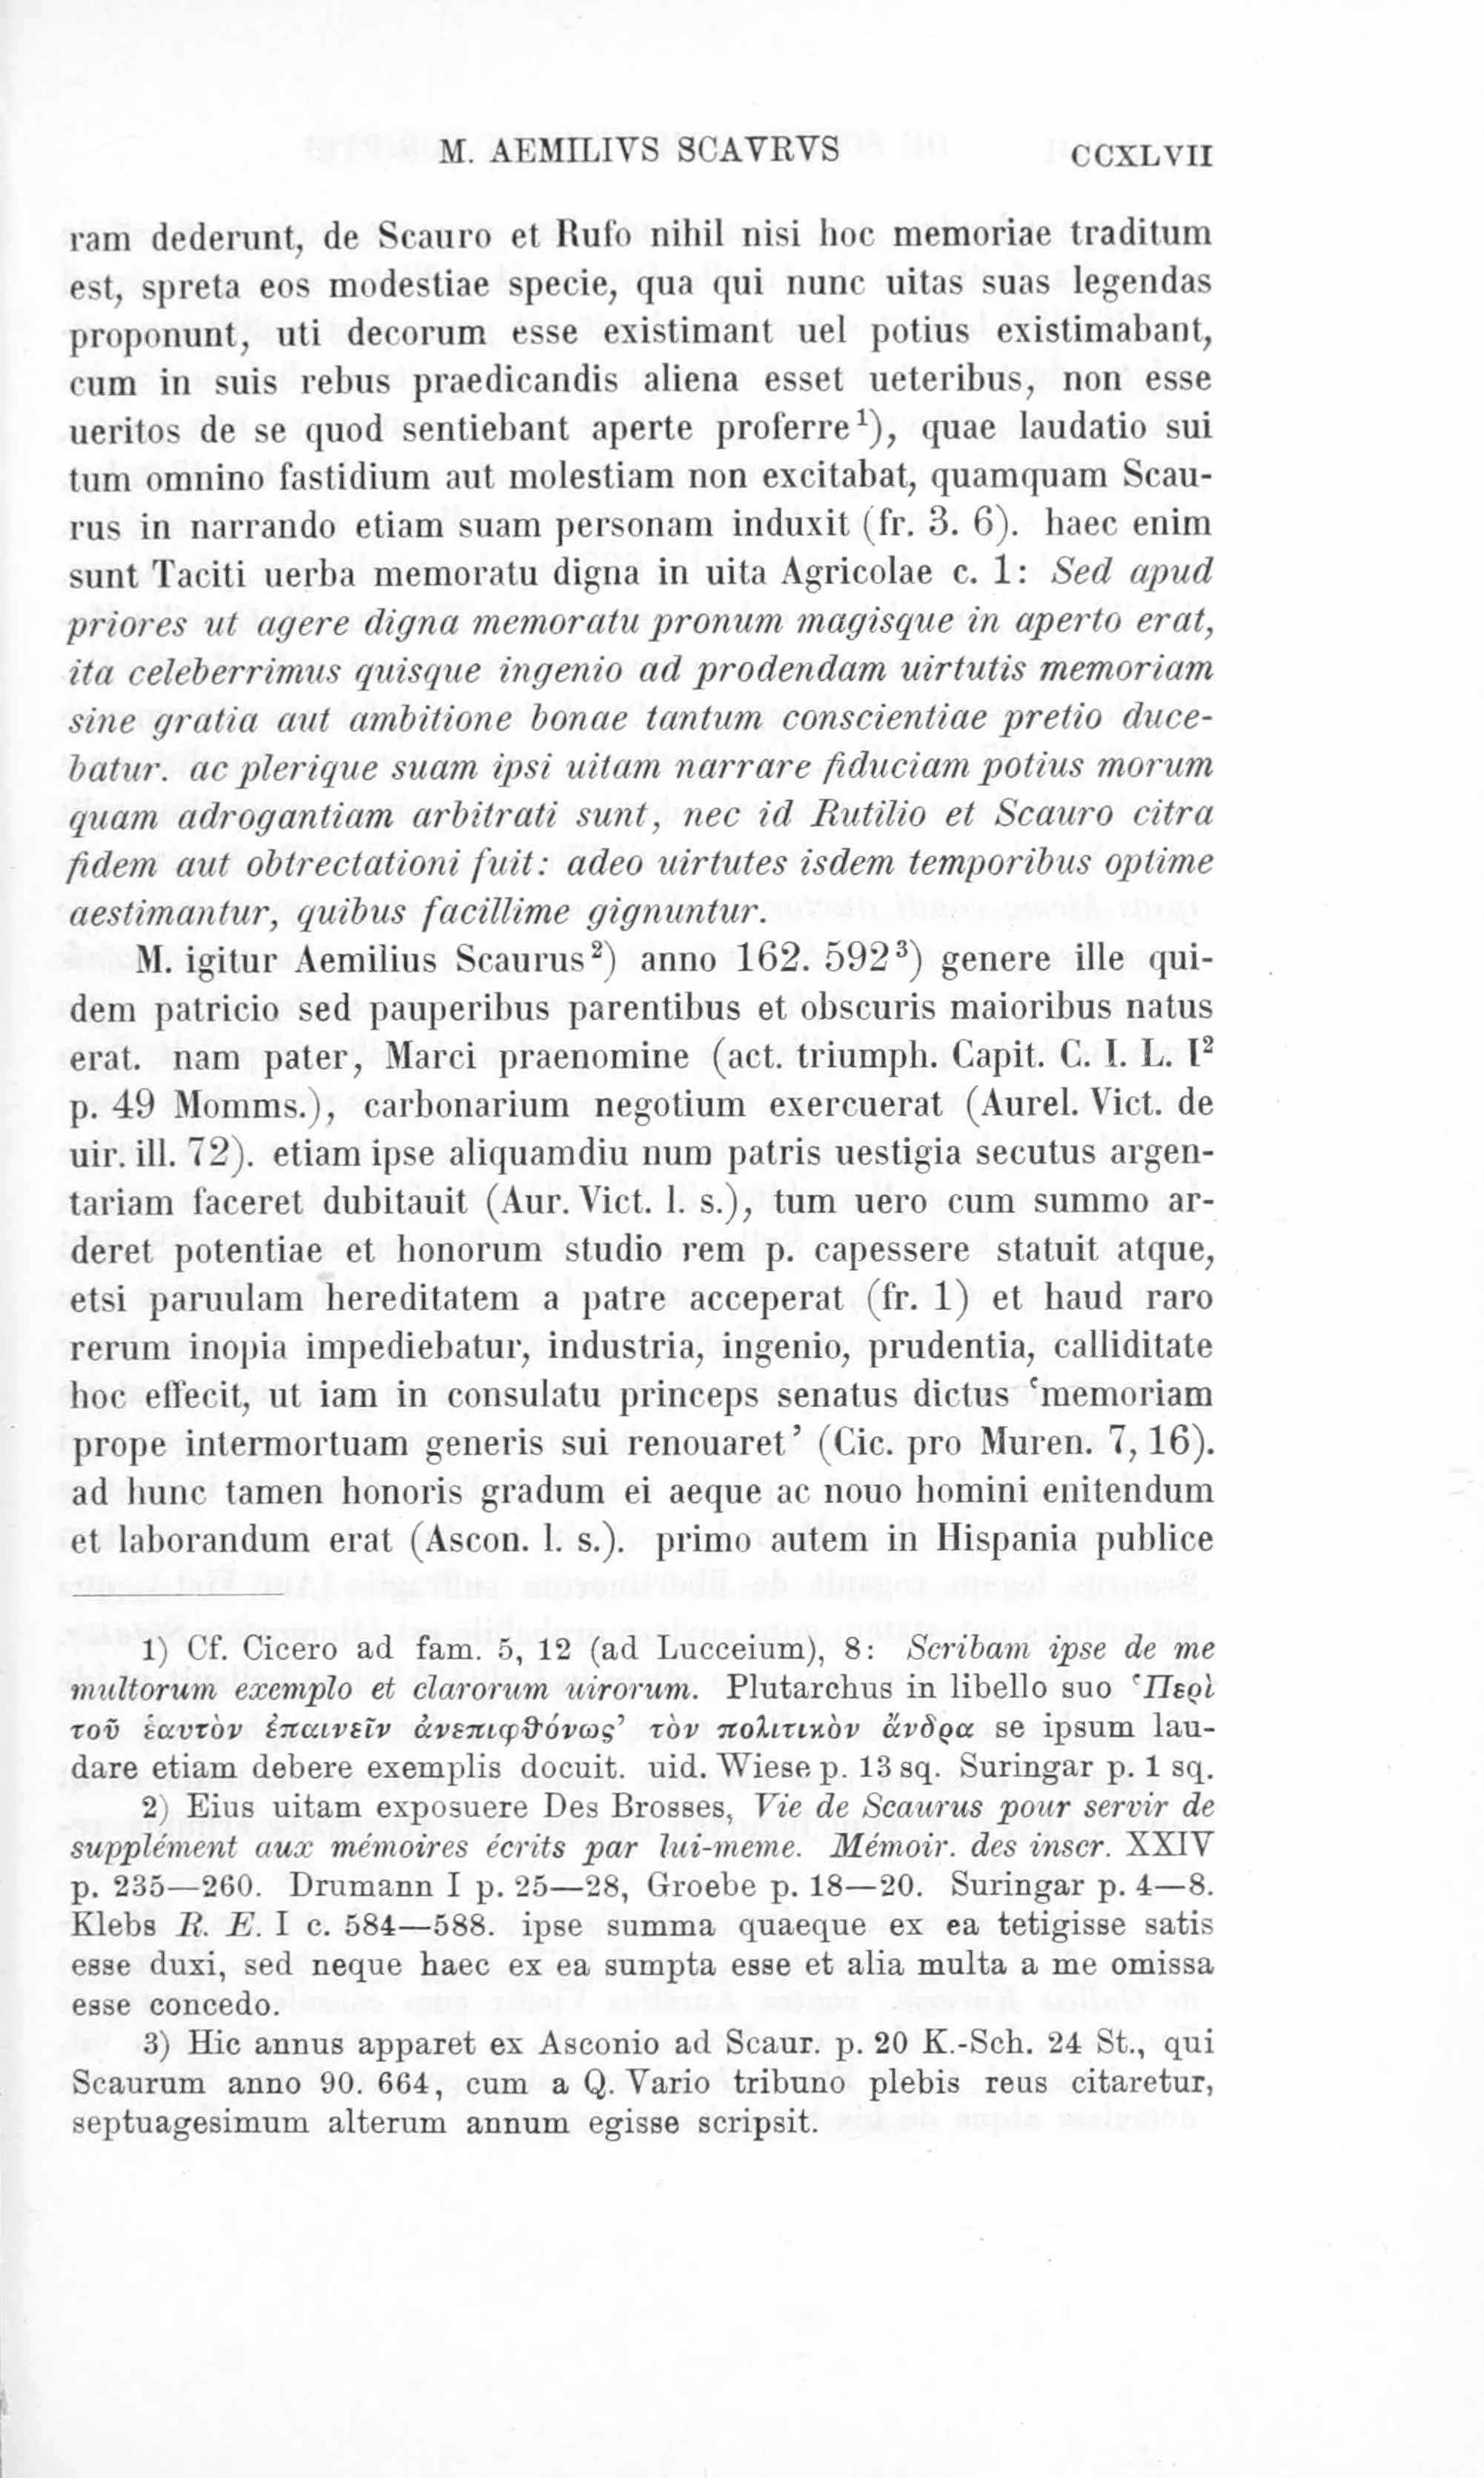 M. AEMILIVS SCAVRVS CCXLVII
ram dederunt, de Scauro et Rufo nihil nisi hoc memoriae traditum
est, spreta eos modestiae specie, qua qui nunc uitas suas legendas
proponunt, uti decorum esse existimant uel potius existimabant,
cum in suis rebus praedicandis aliena esset ueteribus, non esse
ueritos de se quod sentiebant aperte proferre¹), quae laudatio sui
tum omnino fastidium aut molestiam non excitabat, quamquam Scau-
rus in narrando etiam suam personam induxit (fr. 3. 6). haec enim
sunt Taciti uerba memoratu digna in uita Agricolae c. 1: Sed apud
priores ut agere digna memoratu pronum magisque in aperto erat,
ita celeberrimus quisque ingenio ad prodendam uirtutis memoriam
sine gratia aut ambitione bonae tantum conscientiae pretio duce-
batur. ac plerique suam ipsi uitam narrare fiduciam potius morum
quam adrogantiam arbitrati sunt, nec id Rutilio et Scauro citra
fidem aut obtrectationi fuit: adeo uirtutes isdem temporibus optime
aestimantur, quibus facillime gignuntur.
M. igitur Aemilius Scaurus²) anno 162. 592³) genere ille qui-
dem patricio sed pauperibus parentibus et obscuris maioribus natus
erat. nam pater, Marci praenomine (act. triumph. Capit. C. I. L. I²
p. 49 Momms.), carbonarium negotium exercuerat (Aurel. Vict. de
uir. ill. 72). etiam ipse aliquamdiu num patris uestigia secutus argen-
tariam faceret dubitauit (Aur. Vict. l. s.), tum uero cum summo ar-
deret potentiae et honorum studio rem p. capessere statuit atque,
etsi paruulam hereditatem a patre acceperat (fr. 1) et haud raro
rerum inopia impediebatur, industria, ingenio, prudentia, calliditate
hoc effecit, ut iam in consulatu princeps senatus dictus ‘memoriam
prope intermortuam generis sui renouaret’ (Cic. pro Muren. 7, 16).
ad hunc tamen honoris gradum ei aeque ac nouo homini enitendum
et laborandum erat (Ascon. l. s.). primo autem in Hispania publice
1) Cf. Cicero ad fam. 5, 12 (ad Lucceium), 8: Scribam ipse de me
multorum exemplo et clarorum uirorum. Plutarchus in libello suo ‘Περὶ
τοῦ ἑαυτὸν ἐπαινεῖν ἀνεπιφθόνως’ τὸν πολιτικὸν ἄνδρα se ipsum lau-
dare etiam debere exemplis docuit. uid. Wiese p. 13 sq. Suringar p. 1 sq.
2) Eius uitam exposuere Des Brosses, Vie de Scaurus pour servir de
supplément aux mémoires écrits par lui-meme. Mémoir. des inscr. XXIV
p. 235—260. Drumann I p. 25—28, Groebe p. 18—20. Suringar p. 4—8.
Klebs R. E. I c. 584—588. ipse summa quaeque ex ea tetigisse satis
esse duxi, sed neque haec ex ea sumpta esse et alia multa a me omissa
esse concedo.
3) Hic annus apparet ex Asconio ad Scaur. p. 20 K.-Sch. 24 St., qui
Scaurum anno 90. 664, cum a Q. Vario tribuno plebis reus citaretur,
septuagesimum alterum annum egisse scripsit.